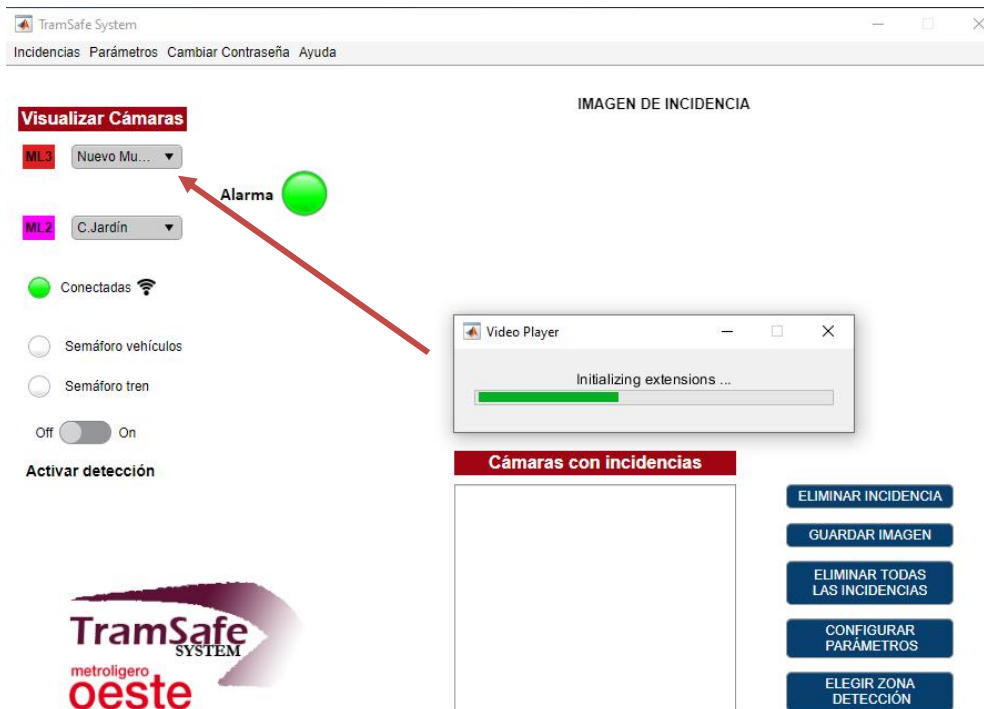 TramSafe System
Incidencias Parámetros Cambiar Contraseña Ayuda
IMAGEN DE INCIDENCIA
Visualizar Cámaras
ML3 Nuevo Mu...
Alarma
ML2 C.Jardín
Conectadas
Semáforo vehículos
Semáforo tren
Off On
Activar detección
Video Player
Initializing extensions ...
Cámaras con incidencias
ELIMINAR INCIDENCIA
GUARDAR IMAGEN
ELIMINAR TODAS
LAS INCIDENCIAS
CONFIGURAR
PARÁMETROS
ELEGIR ZONA
DETECCIÓN
TramSafe
SYSTEM
metroligero
oeste